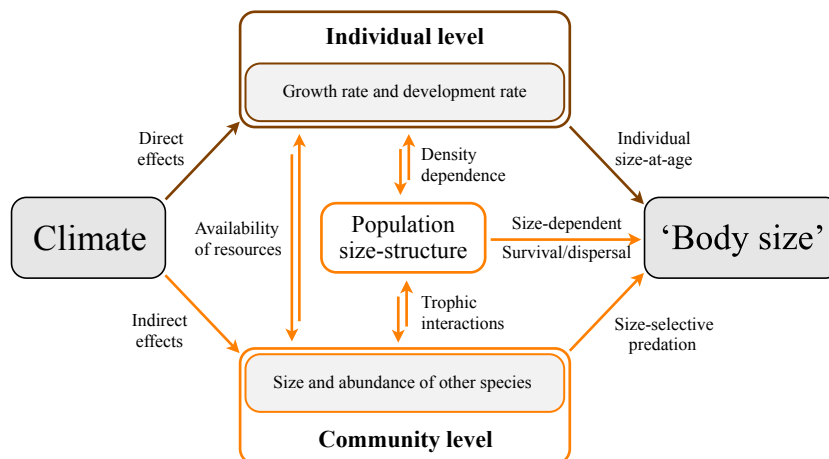 Individual level
Growth rate and development rate
Direct
effects
Density
dependence
Individual
size-at-age
Climate
Availability
of resources
Population
size-structure
Size-dependent
Survival/dispersal
‘Body size’
Indirect
effects
Trophic
interactions
Size-selective
predation
Size and abundance of other species
Community level